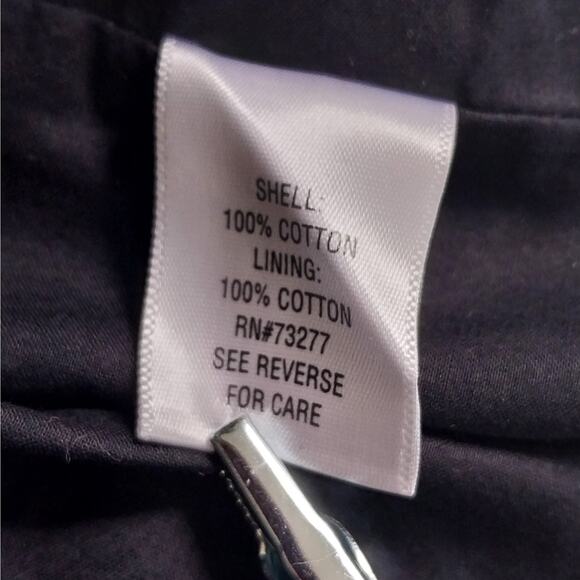 SHELL:
100% COTTON
LINING:
100% COTTON
RN#73277
SEE REVERSE
FOR CARE